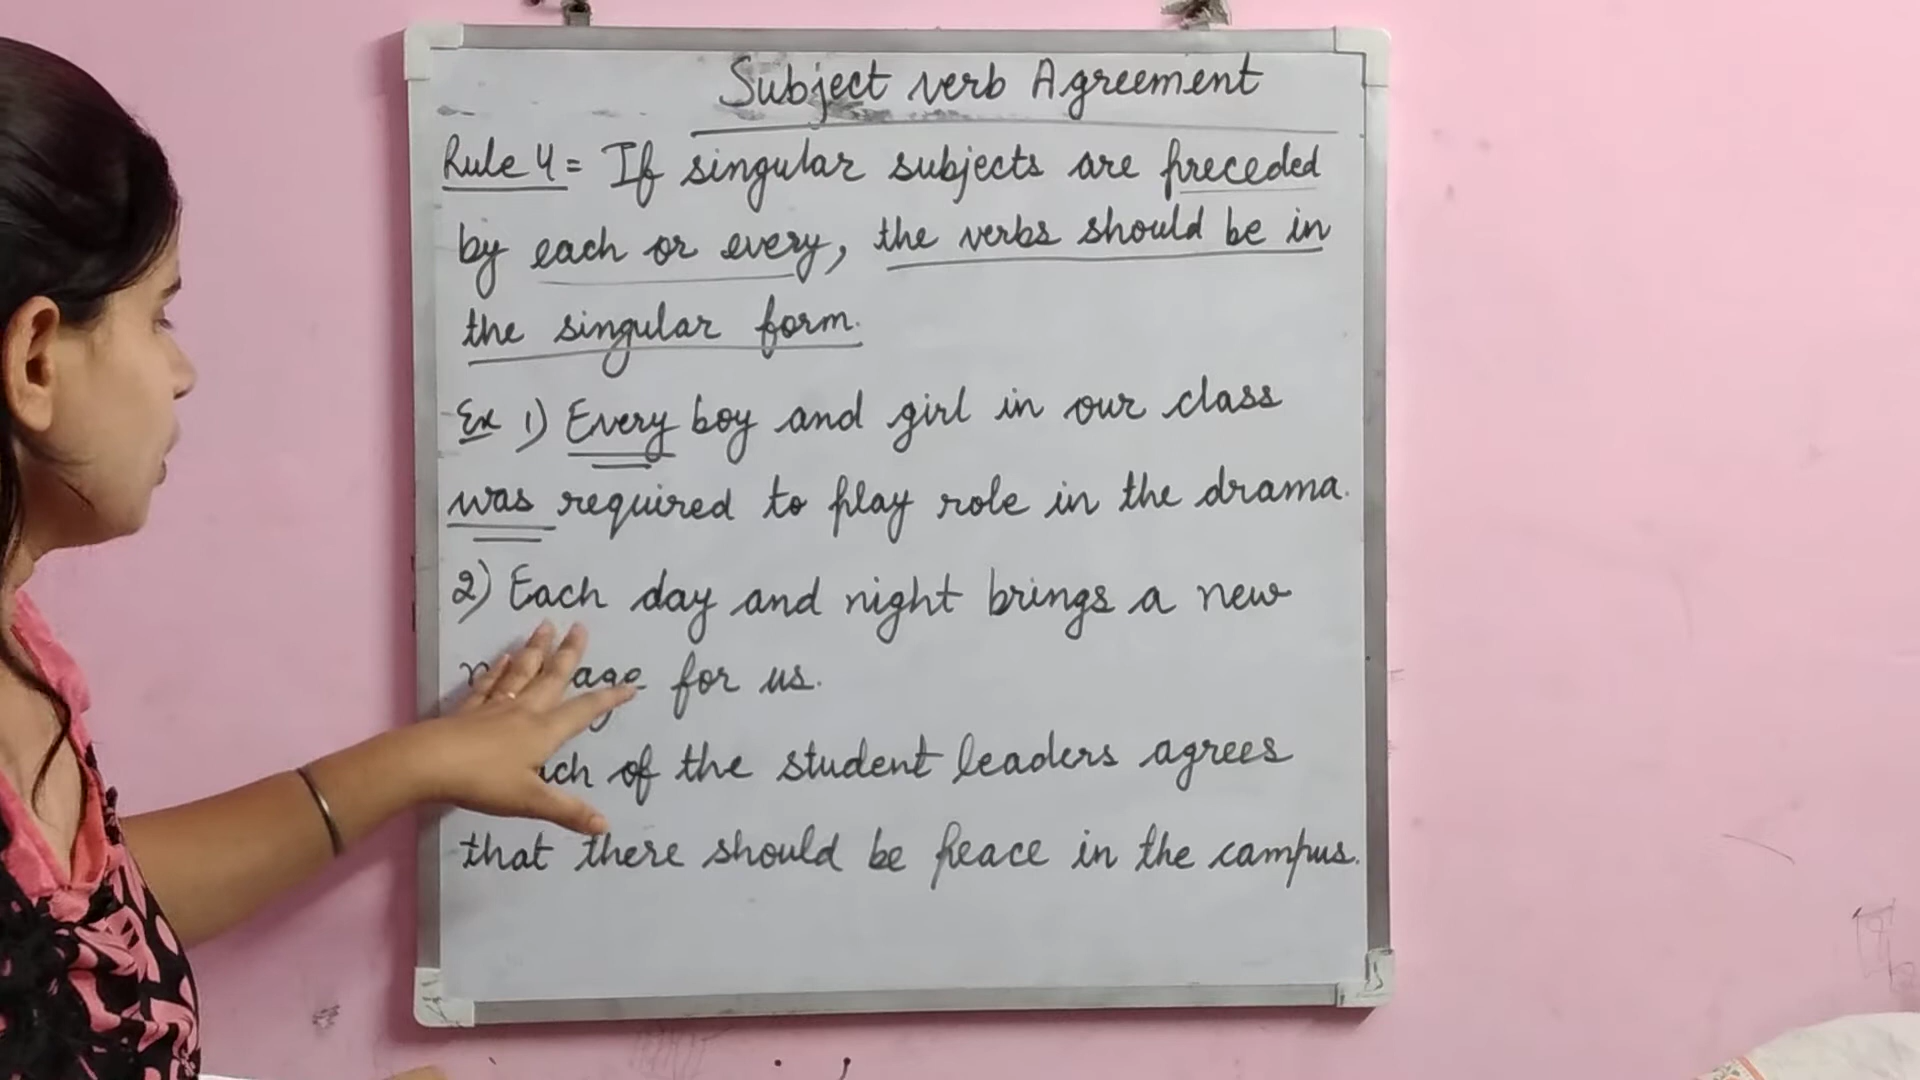 Subject verb Agreement
Rule 4 = If singular subjects are preceded
by each or every, the verbs should be in
the singular form.
Ex 1) Every boy and girl in our class
was required to play role in the drama.
2) Each day and night brings a new
for us.
of the student leaders agrees
that there should be peace in the campus.